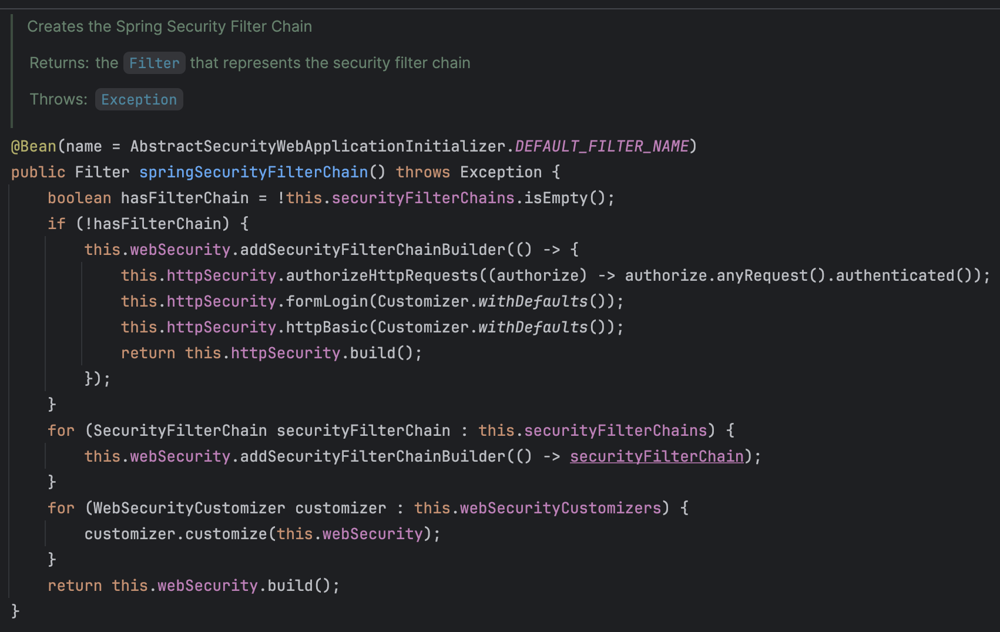 Creates the Spring Security Filter Chain
Returns: the Filter that represents the security filter chain
Throws: Exception
@Bean(name = AbstractSecurityWebApplicationInitializer.DEFAULT_FILTER_NAME)
public Filter springSecurityFilterChain() throws Exception {
    boolean hasFilterChain = !this.securityFilterChains.isEmpty();
    if (!hasFilterChain) {
        this.webSecurity.addSecurityFilterChainBuilder(() -> {
            this.httpSecurity.authorizeHttpRequests((authorize) -> authorize.anyRequest().authenticated());
            this.httpSecurity.formLogin(Customizer.withDefaults());
            this.httpSecurity.httpBasic(Customizer.withDefaults());
            return this.httpSecurity.build();
        });
    }
    for (SecurityFilterChain securityFilterChain : this.securityFilterChains) {
        this.webSecurity.addSecurityFilterChainBuilder(() -> securityFilterChain);
    }
    for (WebSecurityCustomizer customizer : this.webSecurityCustomizers) {
        customizer.customize(this.webSecurity);
    }
    return this.webSecurity.build();
}